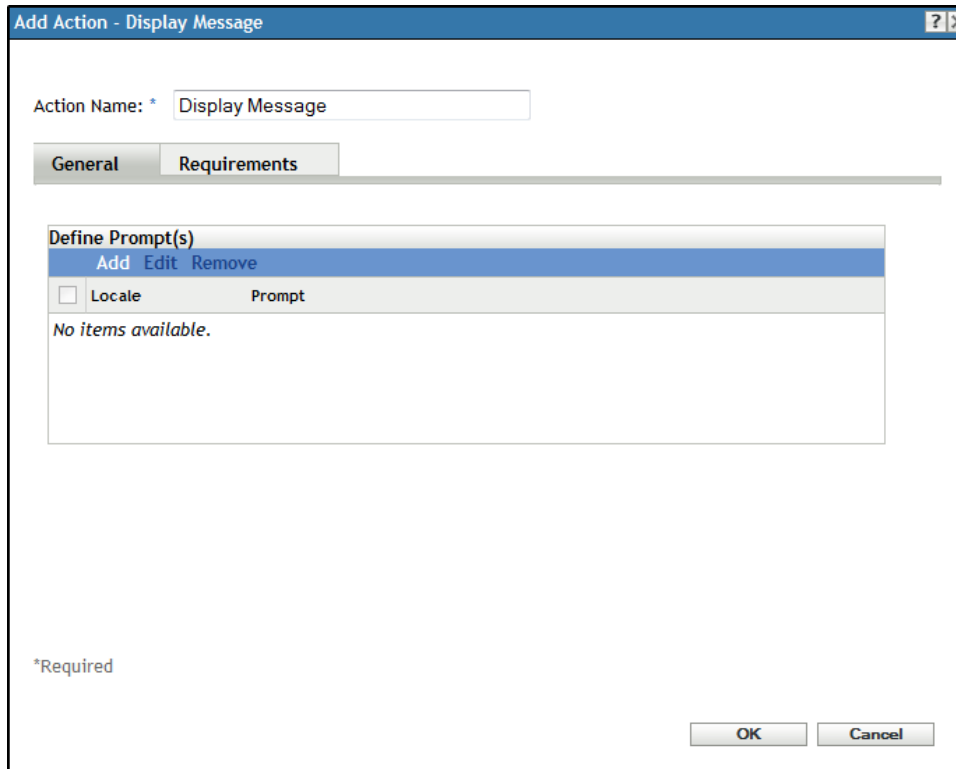 Add Action - Display Message ?
Action Name: * Display Message
General Requirements
Define Prompt(s)
Add Edit Remove
Locale Prompt
No items available.
*Required
OK Cancel